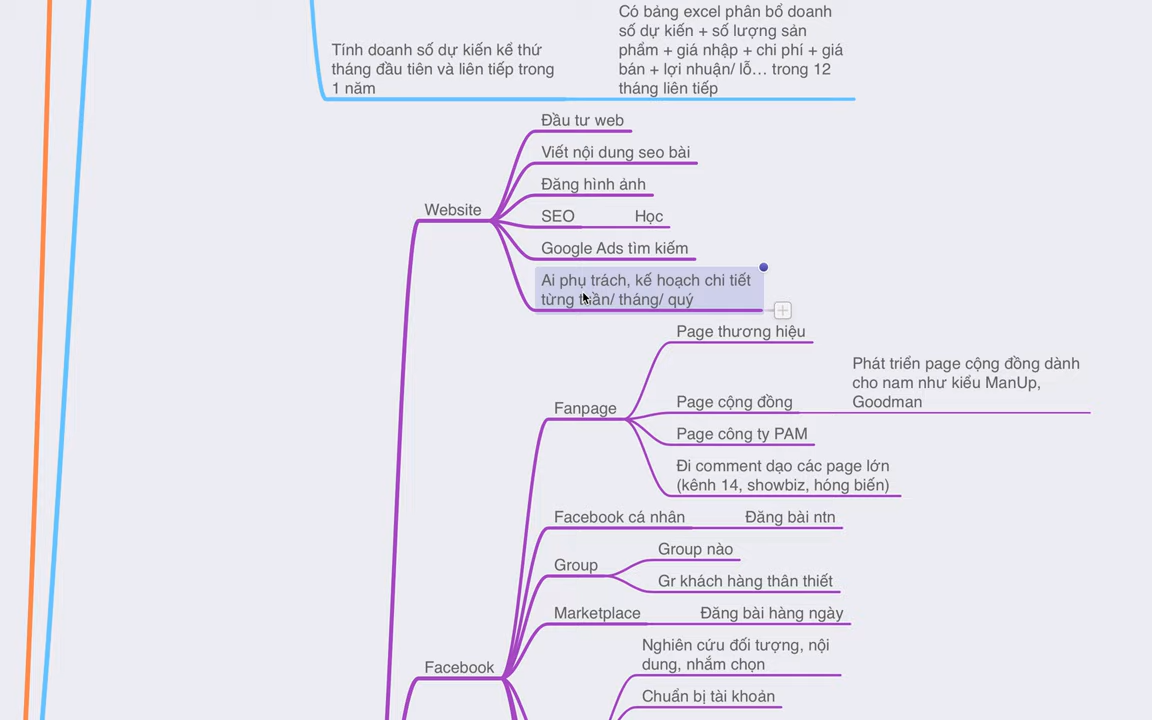 Có bảng excel phân bổ doanh
số dự kiến + số lượng sản
phẩm + giá nhập + chi phí + giá
bán + lợi nhuận/ lỗ... trong 12
tháng liên tiếp
Tính doanh số dự kiến kể thứ
tháng đầu tiên và liên tiếp trong
1 năm
Đầu tư web
Viết nội dung seo bài
Đăng hình ảnh
Website
SEO
Học
Google Ads tìm kiếm
Ai phụ trách, kế hoạch chi tiết
từng tuần/ tháng/ quý
Page thương hiệu
Phát triển page cộng đồng dành
cho nam như kiểu ManUp,
Goodman
Fanpage
Page cộng đồng
Page công ty PAM
Đi comment dạo các page lớn
(kênh 14, showbiz, hóng biến)
Facebook cá nhân
Đăng bài ntn
Group nào
Group
Gr khách hàng thân thiết
Marketplace
Đăng bài hàng ngày
Nghiên cứu đối tượng, nội
dung, nhắm chọn
Facebook
Chuẩn bị tài khoản